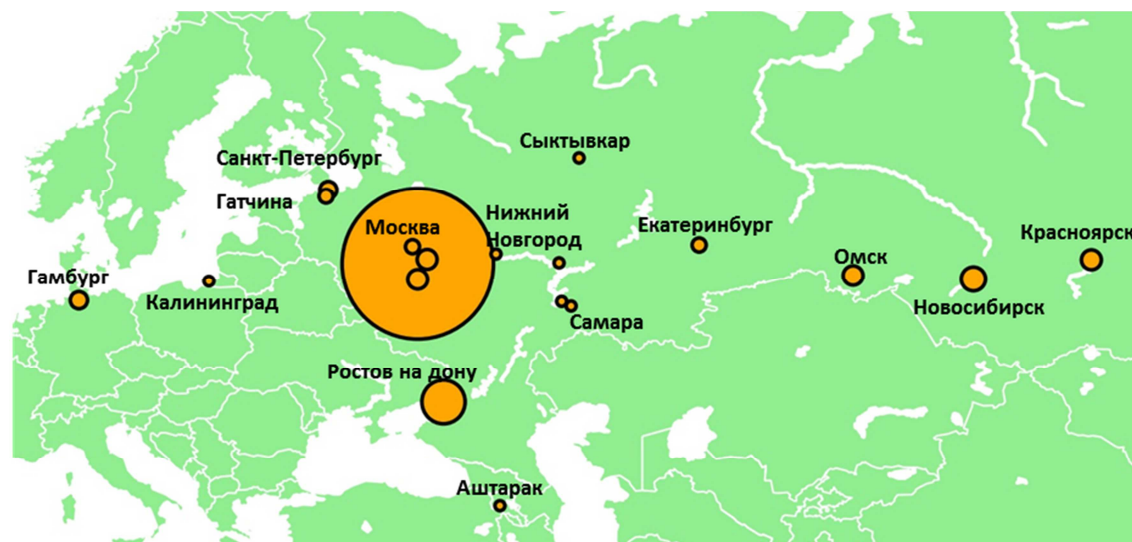 Сыктывкар
Санкт-Петербург
Гатчина
Москва
Нижний
Новгород
Екатеринбург
Красноярск
Омск
Гамбург
Калининград
Новосибирск
Самара
Ростов на дону
Аштарак